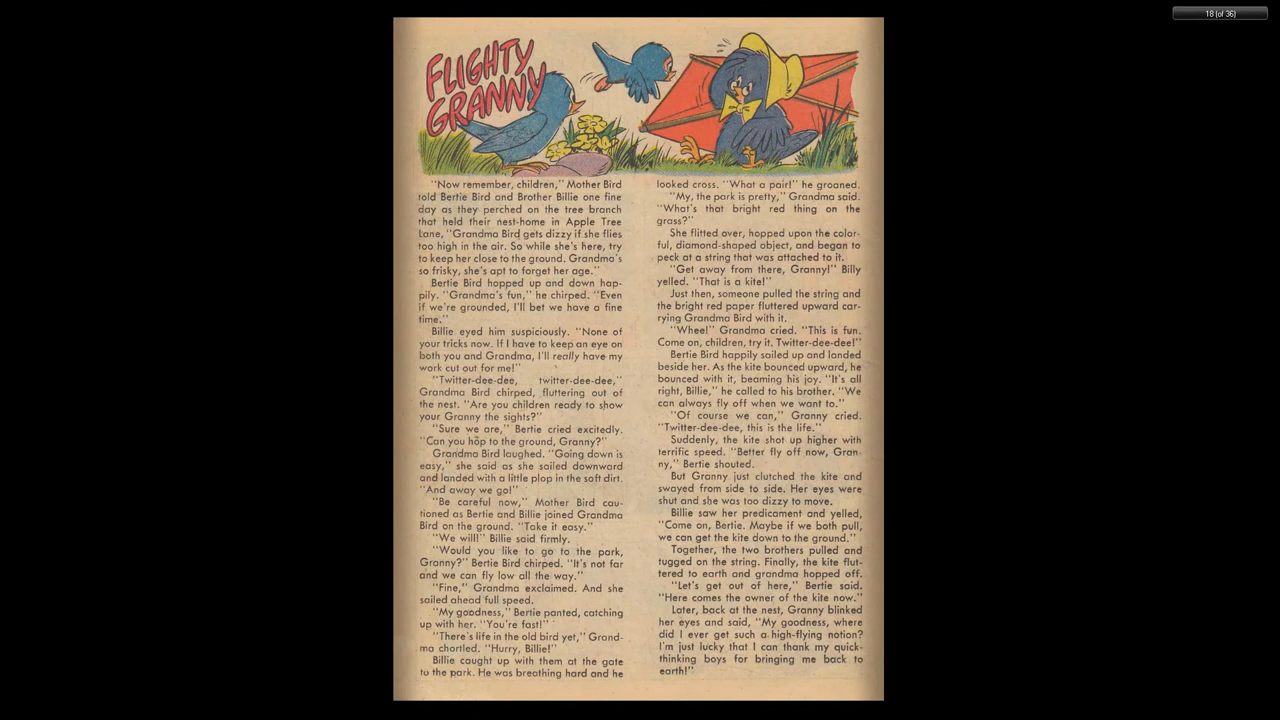 18 [of 36]
FLIGHTY
GRANNY
"Now remember, children," Mother Bird
told Bertie Bird and Brother Billie one fine
day as they perched on the tree branch
that held their nest-home in Apple Tree
Lane, "Grandma Bird gets dizzy if she flies
too high in the air. So while she's here, try
to keep her close to the ground. Grandma's
so frisky, she's apt to forget her age."
Bertie Bird hopped up and down hap-
pily. "Grandma's fun," he chirped. "Even
if we're grounded, I'll bet we have a fine
time."
Billie eyed him suspiciously. "None of
your tricks now. If I have to keep an eye on
both you and Grandma, I'll really have my
work cut out for me!"
"Twitter-dee-dee, twitter-dee-dee,"
Grandma Bird chirped, fluttering out of
the nest. "Are you children ready to show
your Granny the sights?"
"Sure we are," Bertie cried excitedly.
"Can you hop to the ground, Granny?"
Grandma Bird laughed. "Going down is
easy," she said as she sailed downward
and landed with a little plop in the soft dirt.
"And away we go!"
"Be careful now," Mother Bird cau-
tioned as Bertie and Billie joined Grandma
Bird on the ground. "Take it easy."
"We will!" Billie said firmly.
"Would you like to go to the park,
Granny?" Bertie Bird chirped. "It's not far
and we can fly low all the way."
"Fine," Grandma exclaimed. And she
sailed ahead full speed.
"My goodness," Bertie panted, catching
up with her. "You're fast!"
"There's life in the old bird yet," Grand-
ma chortled. "Hurry, Billie!"
Billie caught up with them at the gate
to the park. He was breathing hard and he
looked cross. "What a pair!" he groaned.
"My, the park is pretty," Grandma said.
"What's that bright red thing on the
grass?"
She flitted over, hopped upon the color-
ful, diamond-shaped object, and began to
peck at a string that was attached to it.
"Get away from there, Granny!" Billy
yelled. "That is a kite!"
Just then, someone pulled the string and
the bright red paper fluttered upward car-
rying Grandma Bird with it.
"Whee!" Grandma cried. "This is fun.
Come on, children, try it. Twitter-dee-dee!"
Bertie Bird happily sailed up and landed
beside her. As the kite bounced upward, he
bounced with it, beaming his joy. "It's all
right, Billie," he called to his brother. "We
can always fly off when we want to."
"Of course we can," Granny cried.
"Twitter-dee-dee, this is the life."
Suddenly, the kite shot up higher with
terrific speed. "Better fly off now, Gran-
ny," Bertie shouted.
But Granny just clutched the kite and
swayed from side to side. Her eyes were
shut and she was too dizzy to move.
Billie saw her predicament and yelled,
"Come on, Bertie. Maybe if we both pull,
we can get the kite down to the ground."
Together, the two brothers pulled and
tugged on the string. Finally, the kite flut-
tered to earth and grandma hopped off.
"Let's get out of here," Bertie said.
"Here comes the owner of the kite now."
Later, back at the nest, Granny blinked
her eyes and said, "My goodness, where
did I ever get such a high-flying notion?
I'm just lucky that I can thank my quick-
thinking boys for bringing me back to
earth!"